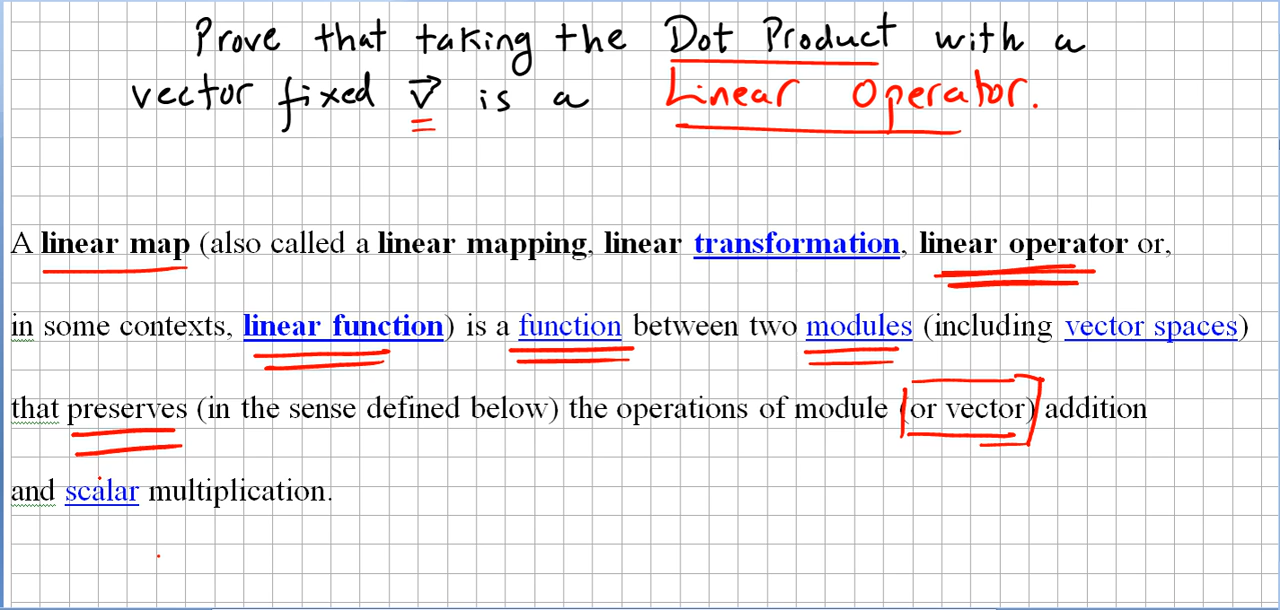 Prove that taking the Dot Product with a
vector fixed v⃗ is a Linear Operator.
A linear map (also called a linear mapping, linear transformation, linear operator or,
in some contexts, linear function) is a function between two modules (including vector spaces)
that preserves (in the sense defined below) the operations of module (or vector) addition
and scalar multiplication.